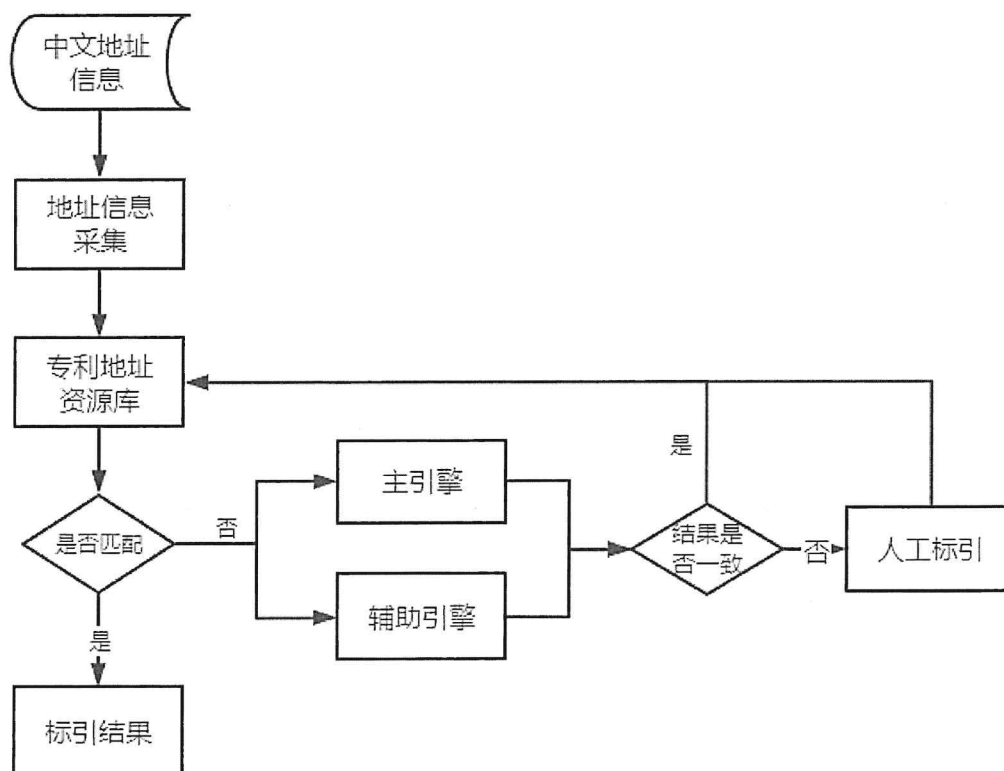 中文地址
信息
地址信息
采集
专利地址
资源库
是否匹配
否
是
标引结果
主引擎
辅助引擎
结果是
否一致
是
否
人工标引